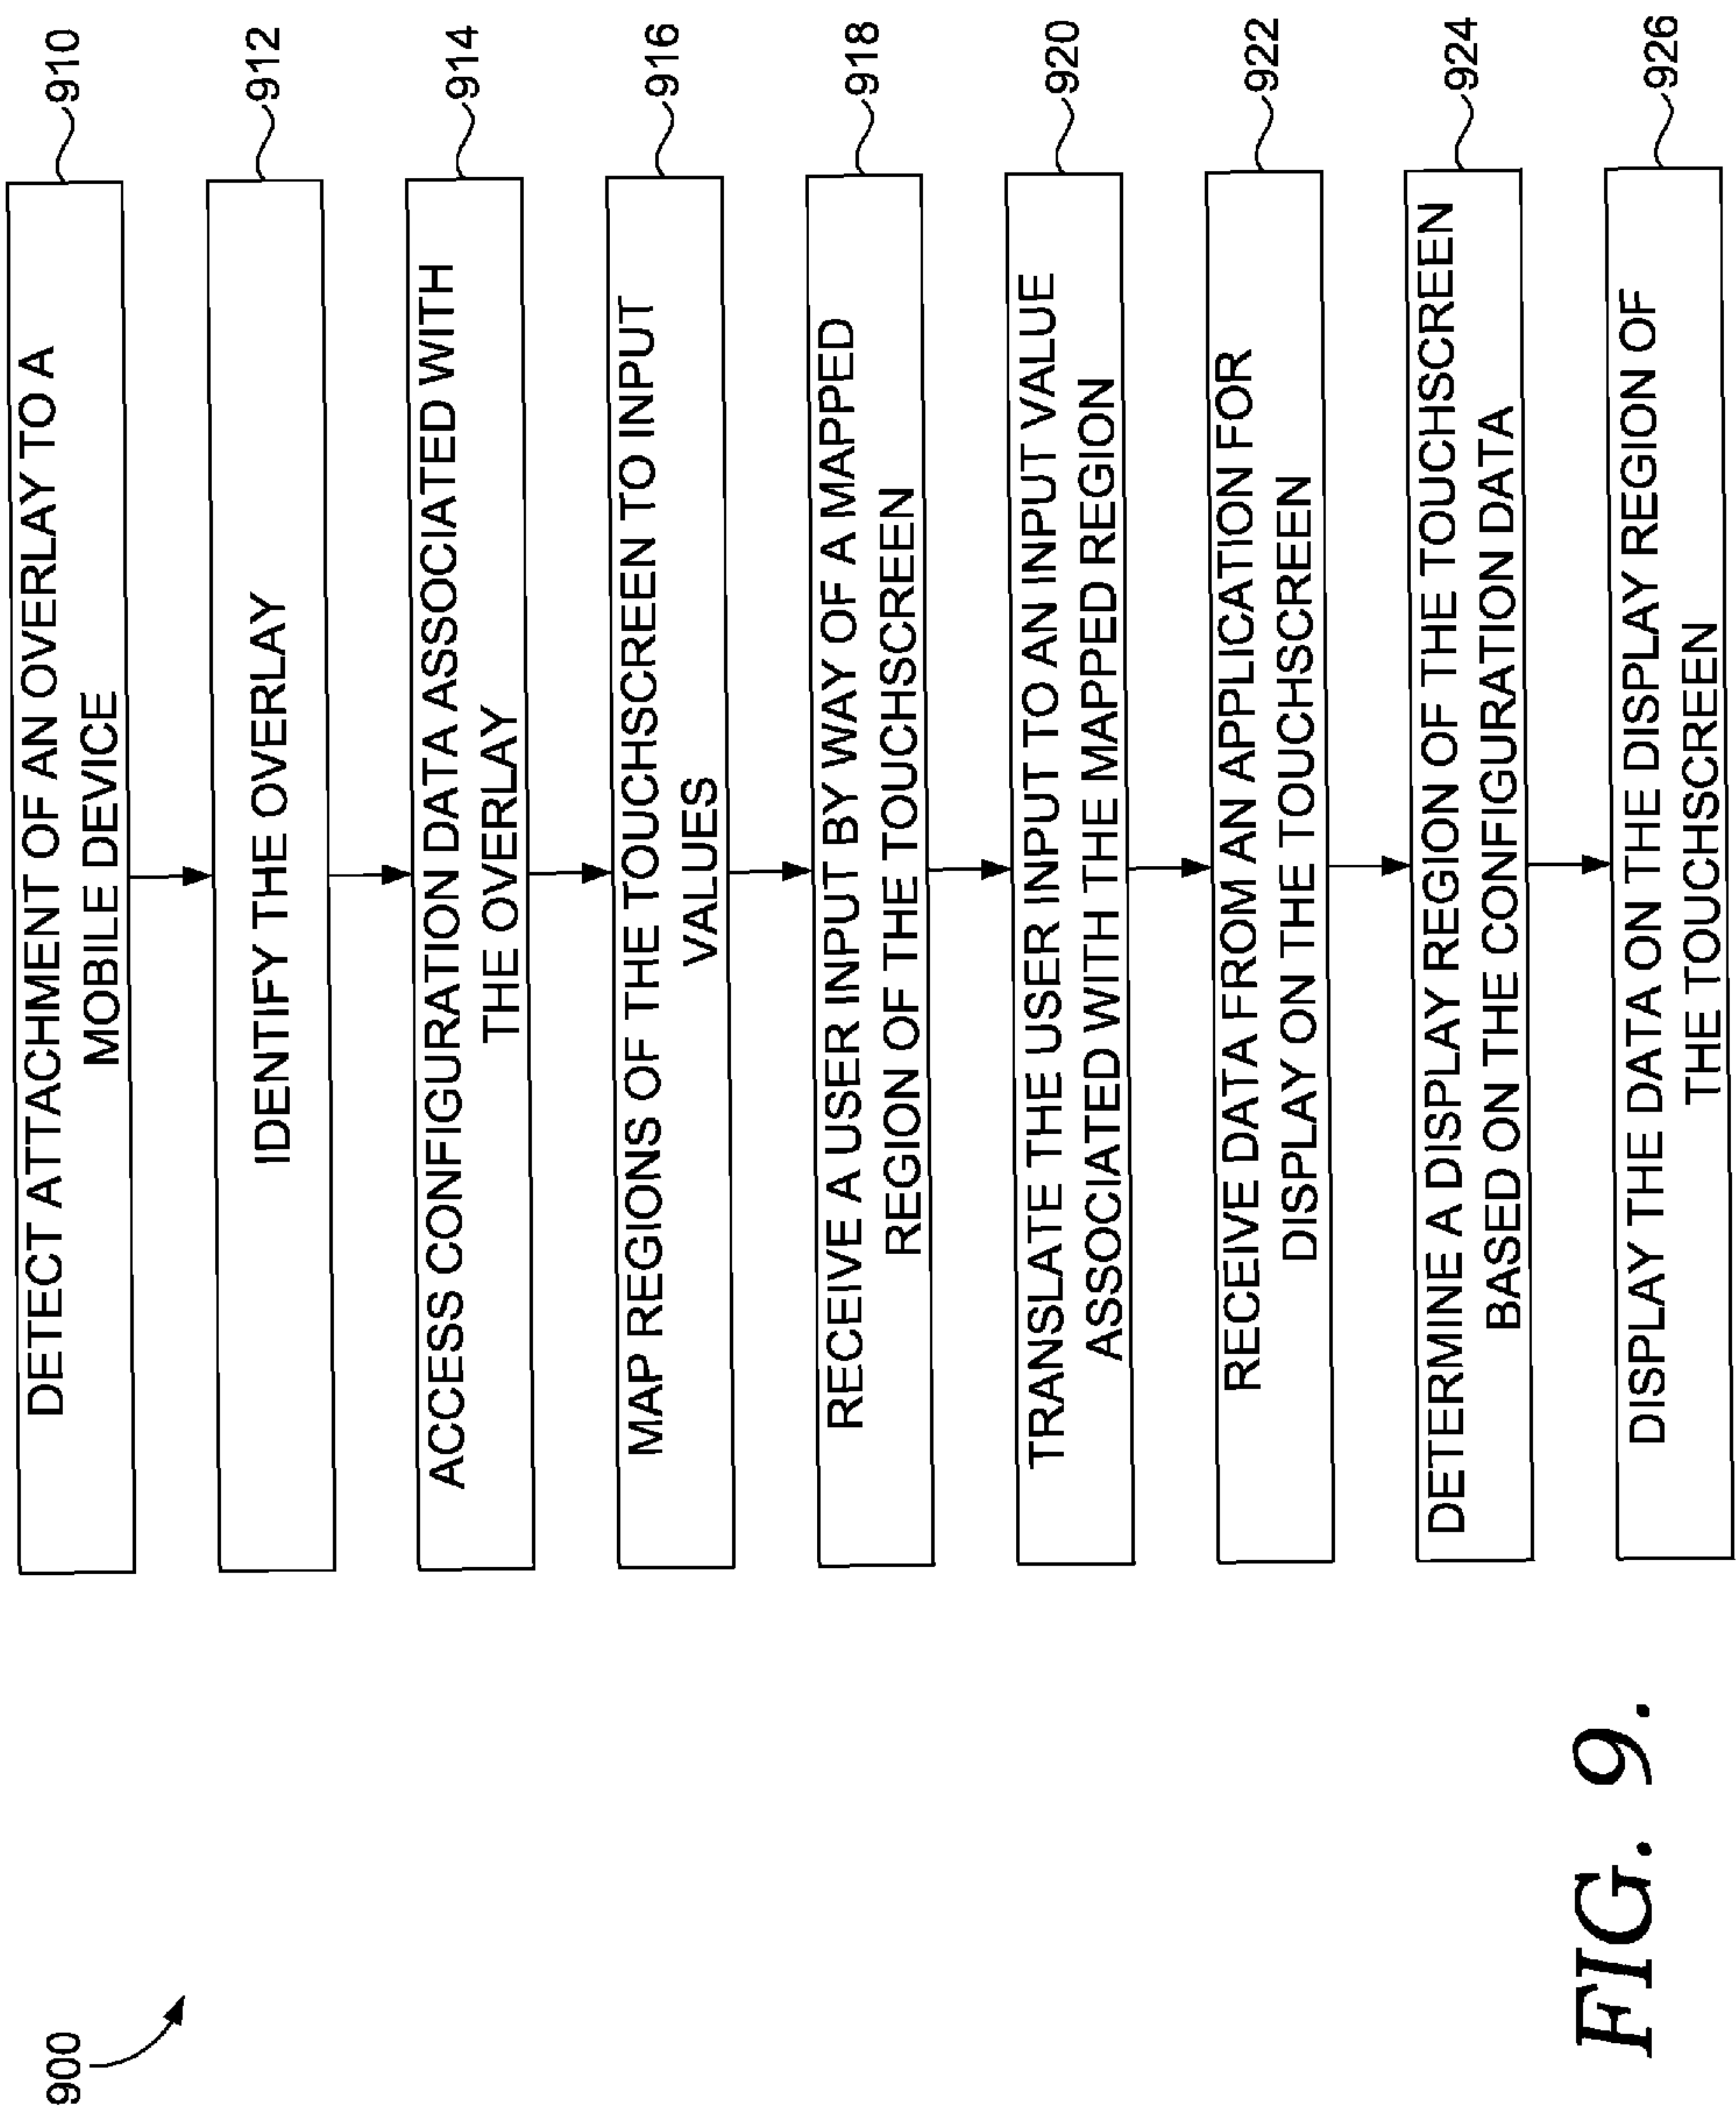 900
DETECT ATTACHMENT OF AN OVERLAY TO A
MOBILE DEVICE
910
IDENTIFY THE OVERLAY
912
ACCESS CONFIGURATION DATA ASSOCIATED WITH
THE OVERLAY
914
MAP REGIONS OF THE TOUCHSCREEN TO INPUT
VALUES
916
RECEIVE A USER INPUT BY WAY OF A MAPPED
REGION OF THE TOUCHSCREEN
918
TRANSLATE THE USER INPUT TO AN INPUT VALUE
ASSOCIATED WITH THE MAPPED REGION
920
RECEIVE DATA FROM AN APPLICATION FOR
DISPLAY ON THE TOUCHSCREEN
922
DETERMINE A DISPLAY REGION OF THE TOUCHSCREEN
BASED ON THE CONFIGURATION DATA
924
DISPLAY THE DATA ON THE DISPLAY REGION OF
THE TOUCHSCREEN
926
FIG. 9.